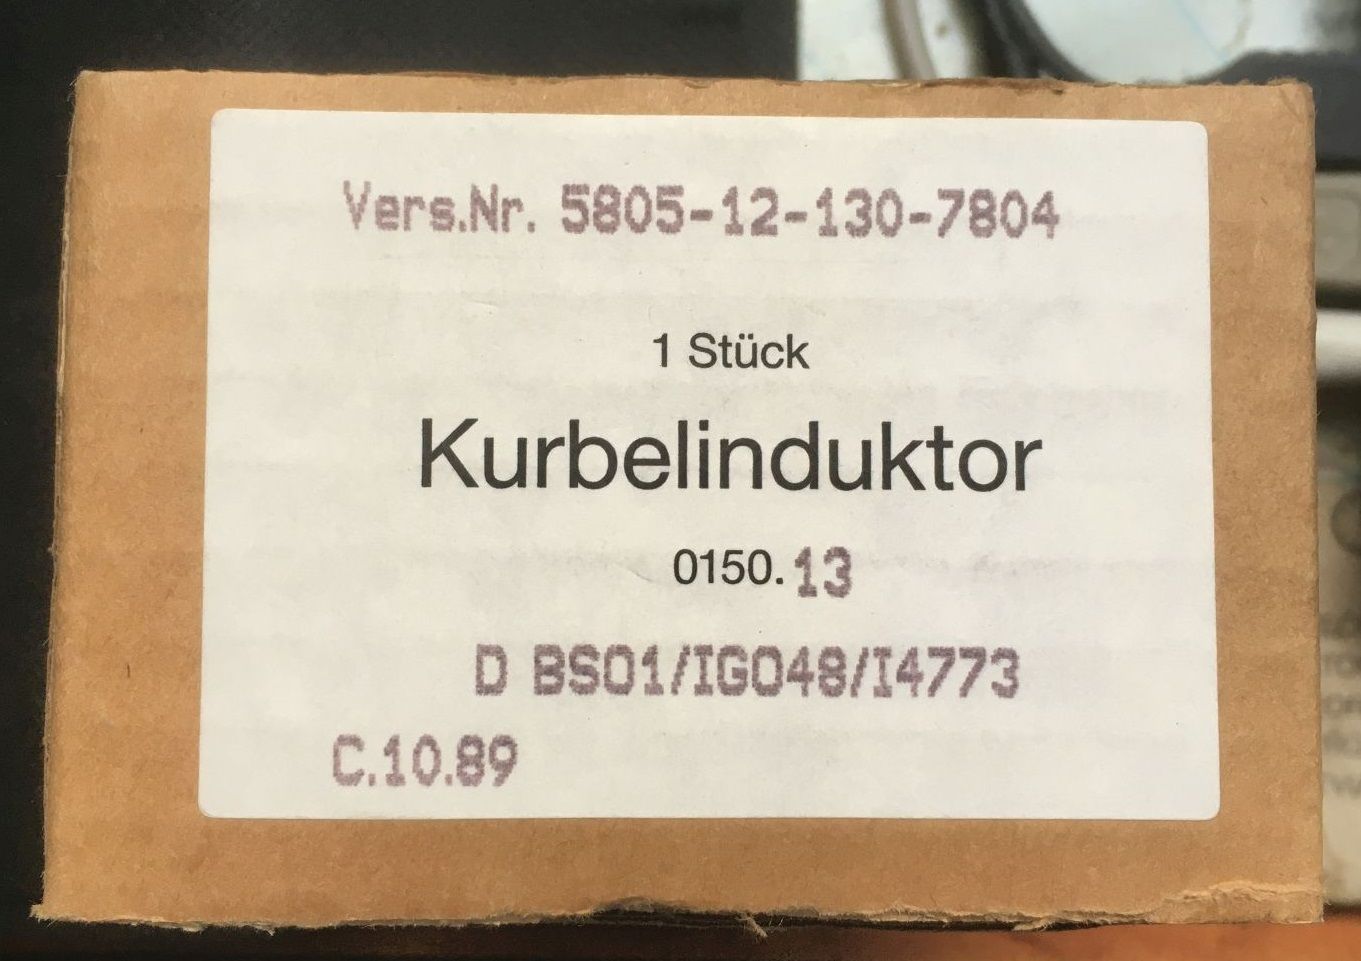 Vers.Nr. 5805-12-130-7804
1 Stück
Kurbelinduktor
0150.13
D BS01/IG048/I4773
C.10.89